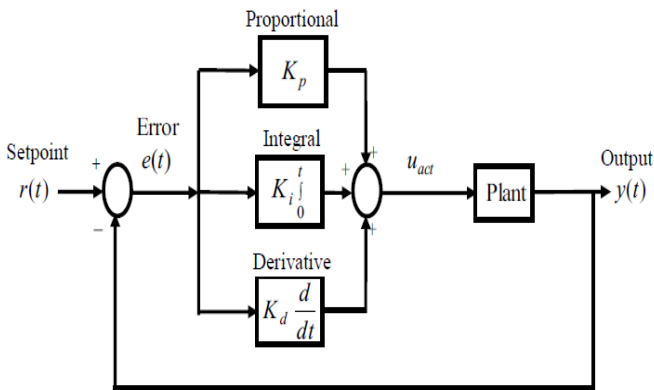 Proportional
K_p
+
Error
e(t)
Setpoint
r(t)
+
−
Integral
K_i ∫_0^t
+
+
u_act
Plant
Output
y(t)
Derivative
K_d d/dt